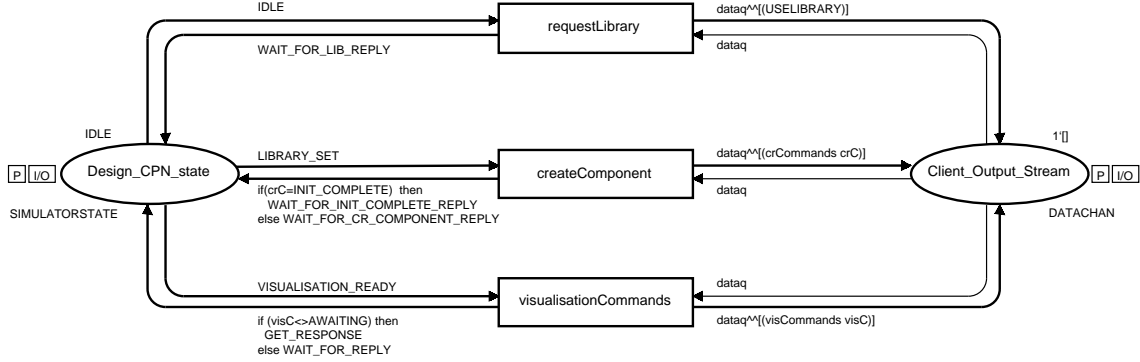 IDLE
requestLibrary
dataq^^[(USELIBRARY)]
WAIT_FOR_LIB_REPLY
dataq
IDLE
1'[]
P I/O
Design_CPN_state
LIBRARY_SET
createComponent
dataq^^[(crCommands crC)]
Client_Output_Stream
P I/O
if(crC=INIT_COMPLETE) then
WAIT_FOR_INIT_COMPLETE_REPLY
else WAIT_FOR_CR_COMPONENT_REPLY
dataq
SIMULATORSTATE
DATACHAN
VISUALISATION_READY
visualisationCommands
dataq
if (visC<>AWAITING) then
GET_RESPONSE
else WAIT_FOR_REPLY
dataq^^[(visCommands visC)]